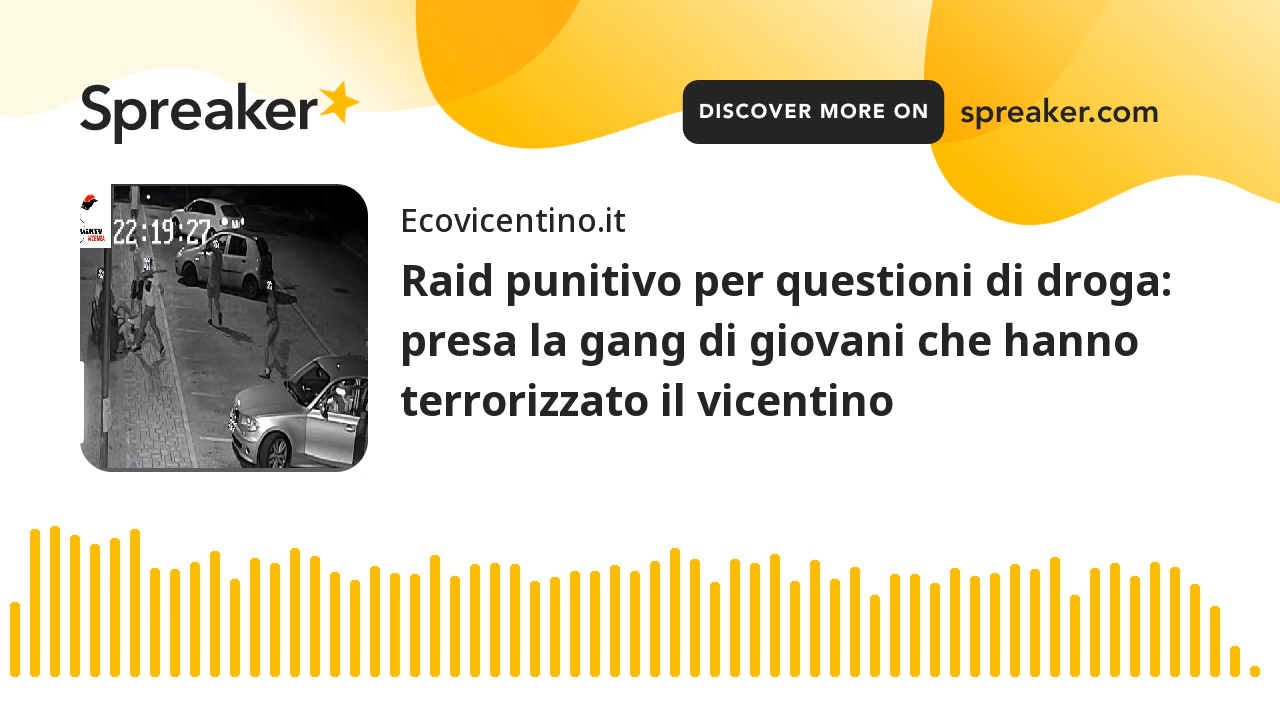 Spreaker
DISCOVER MORE ON
spreaker.com
22:19:27
Ecovicentino.it
Raid punitivo per questioni di droga:
presa la gang di giovani che hanno
terrorizzato il vicentino